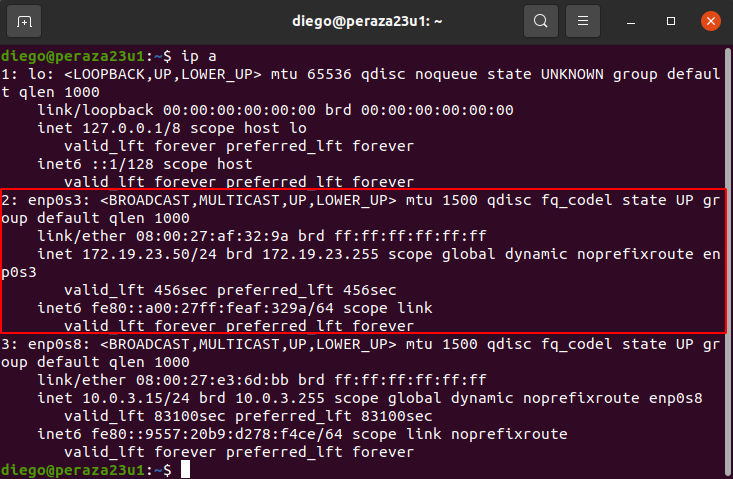 diego@peraza23u1: ~
diego@peraza23u1:~$ ip a
1: lo: <LOOPBACK,UP,LOWER_UP> mtu 65536 qdisc noqueue state UNKNOWN group defaul
t qlen 1000
    link/loopback 00:00:00:00:00:00 brd 00:00:00:00:00:00
    inet 127.0.0.1/8 scope host lo
       valid_lft forever preferred_lft forever
    inet6 ::1/128 scope host
       valid_lft forever preferred_lft forever
2: enp0s3: <BROADCAST,MULTICAST,UP,LOWER_UP> mtu 1500 qdisc fq_codel state UP gr
oup default qlen 1000
    link/ether 08:00:27:af:32:9a brd ff:ff:ff:ff:ff:ff
    inet 172.19.23.50/24 brd 172.19.23.255 scope global dynamic noprefixroute en
p0s3
       valid_lft 456sec preferred_lft 456sec
    inet6 fe80::a00:27ff:feaf:329a/64 scope link
       valid_lft forever preferred_lft forever
3: enp0s8: <BROADCAST,MULTICAST,UP,LOWER_UP> mtu 1500 qdisc fq_codel state UP gr
oup default qlen 1000
    link/ether 08:00:27:e3:6d:bb brd ff:ff:ff:ff:ff:ff
    inet 10.0.3.15/24 brd 10.0.3.255 scope global dynamic noprefixroute enp0s8
       valid_lft 83100sec preferred_lft 83100sec
    inet6 fe80::9557:20b9:d278:f4ce/64 scope link noprefixroute
       valid_lft forever preferred_lft forever
diego@peraza23u1:~$